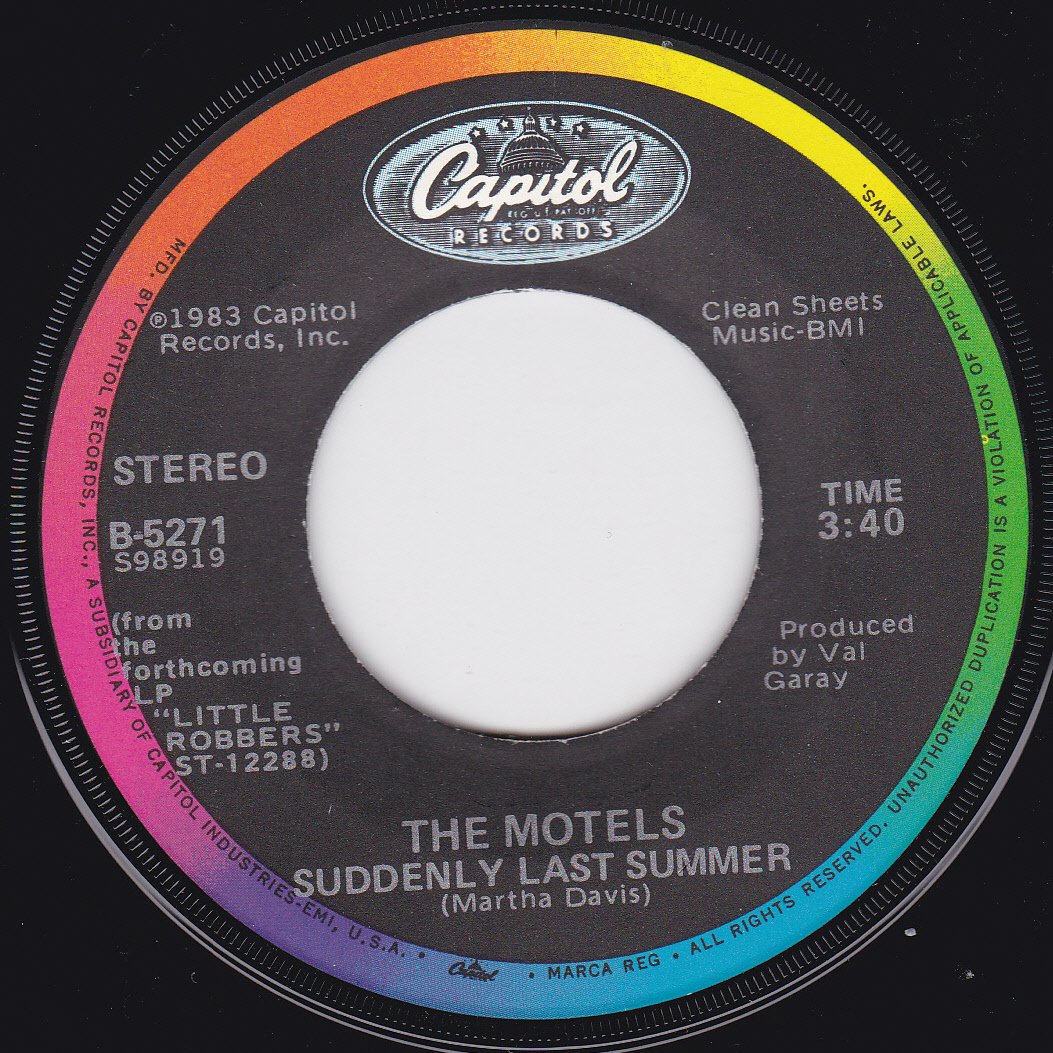 Capitol
REG. U.S. PAT. OFF.
RECORDS
℗1983 Capitol
Records, Inc.
Clean Sheets
Music-BMI
STEREO
B-5271
S98919
TIME
3:40
(from
the
forthcoming
LP
"LITTLE
ROBBERS"
ST-12288)
Produced
by Val
Garay
THE MOTELS
SUDDENLY LAST SUMMER
(Martha Davis)
MFD. BY CAPITOL RECORDS, INC., A SUBSIDIARY OF CAPITOL INDUSTRIES-EMI, U.S.A. • Capitol • MARCA REG • ALL RIGHTS RESERVED. UNAUTHORIZED DUPLICATION IS A VIOLATION OF APPLICABLE LAWS.